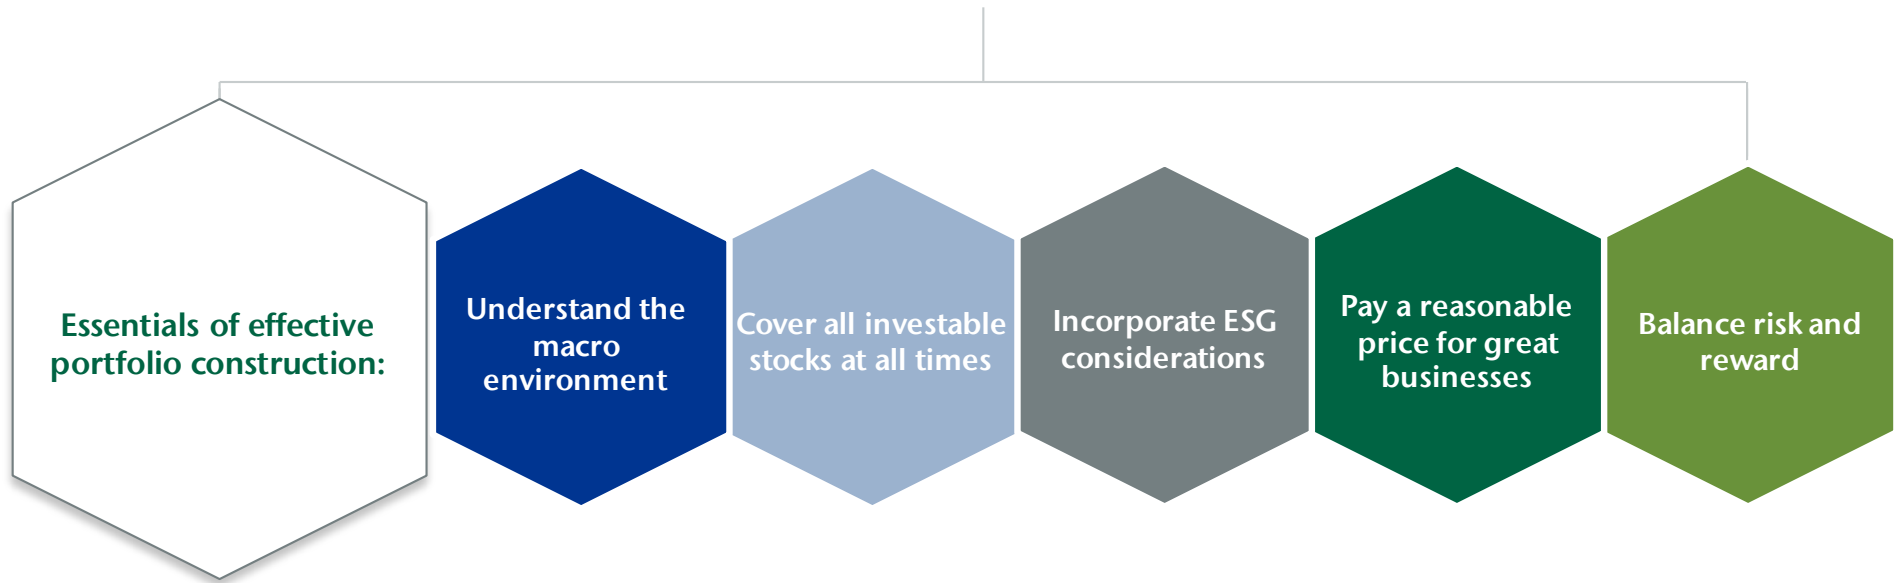 Essentials of effective
portfolio construction:
Understand the
macro
environment
Cover all investable
stocks at all times
Incorporate ESG
considerations
Pay a reasonable
price for great
businesses
Balance risk and
reward